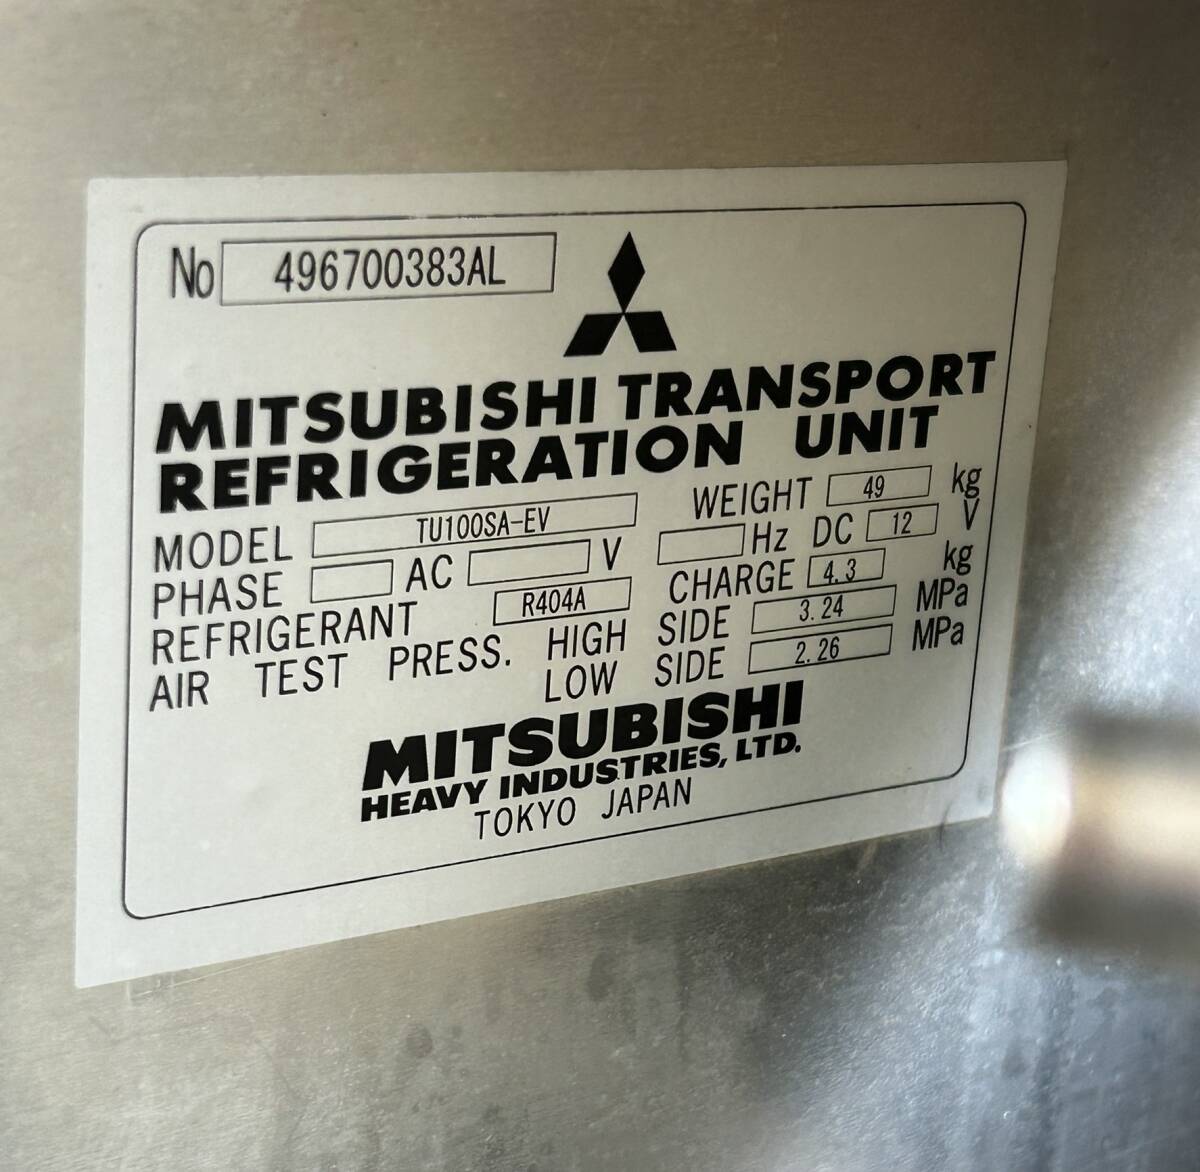 No 496700383AL
MITSUBISHI TRANSPORT
REFRIGERATION UNIT
MODEL TU100SA-EV WEIGHT 49 kg
PHASE AC V Hz DC 12 V
REFRIGERANT R404A CHARGE 4.3 kg
AIR TEST PRESS. HIGH SIDE 3.24 MPa
LOW SIDE 2.26 MPa
MITSUBISHI
HEAVY INDUSTRIES, LTD.
TOKYO JAPAN